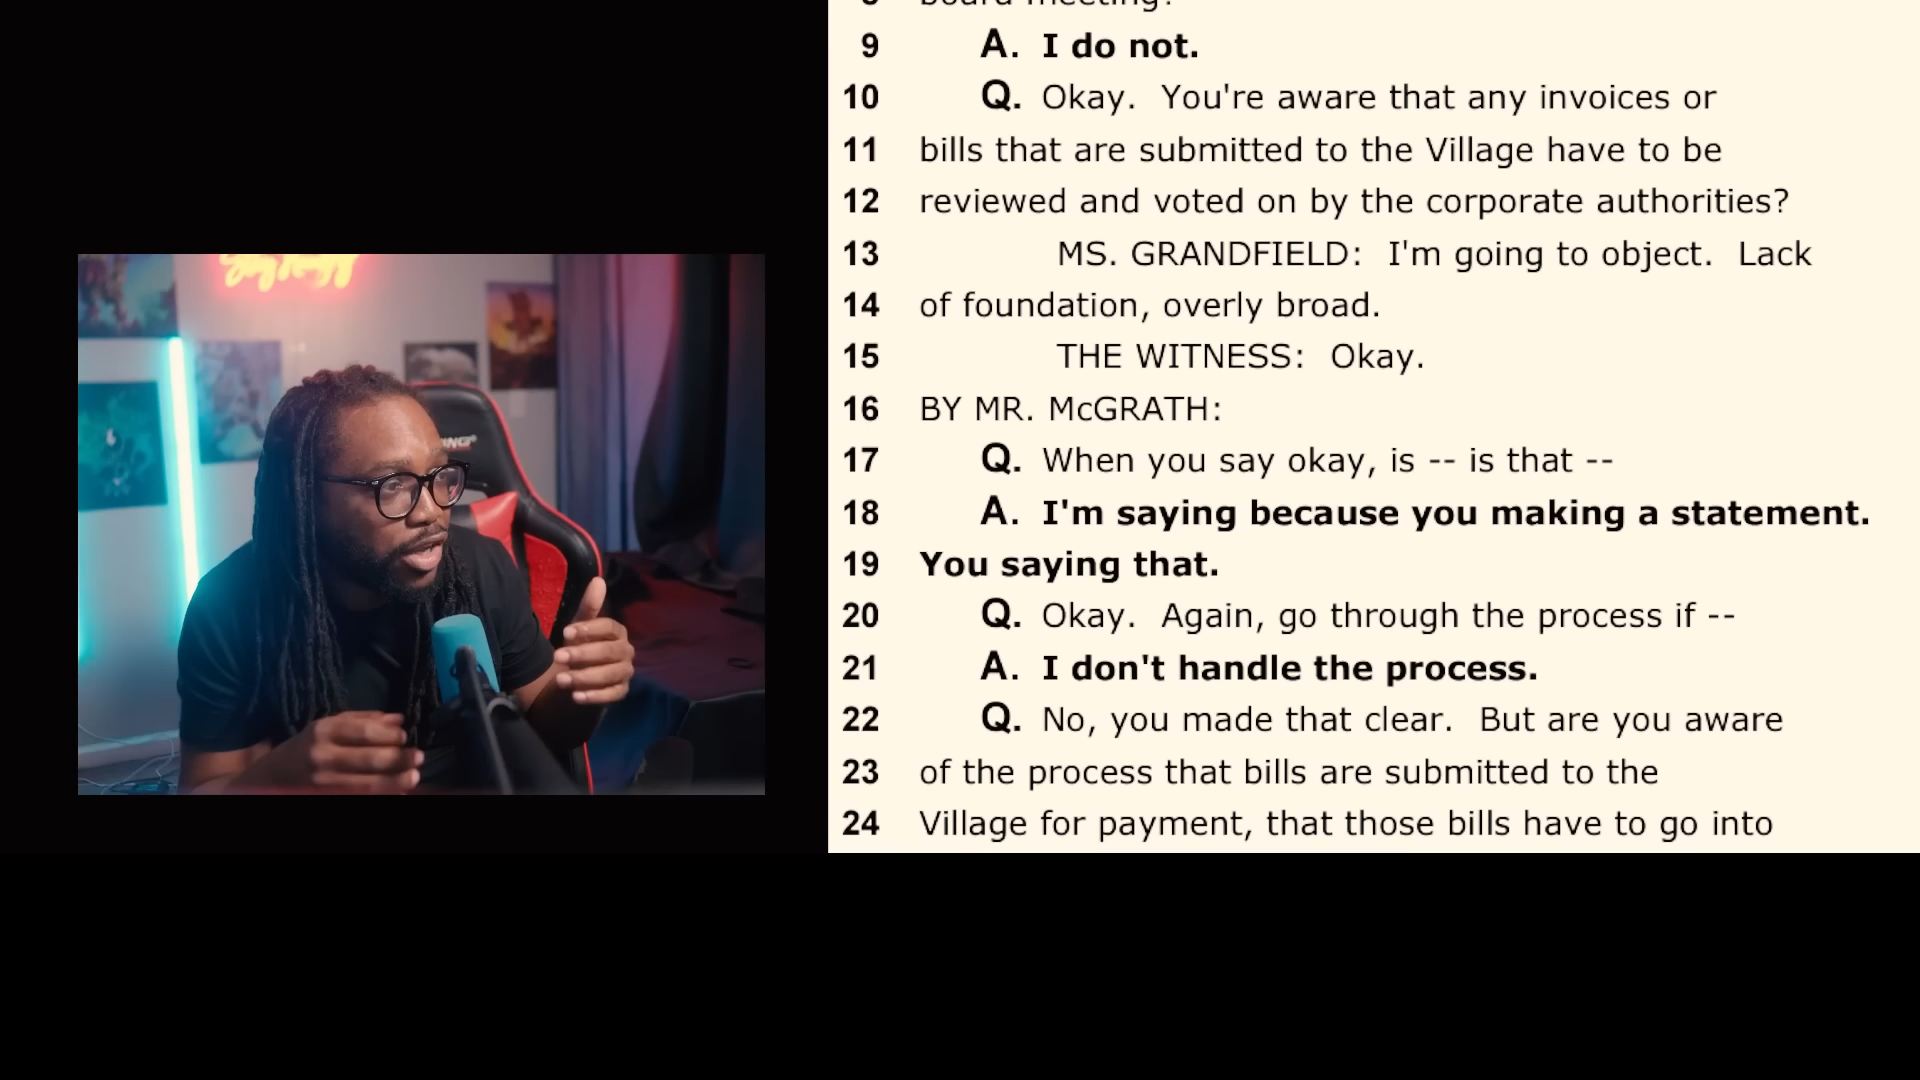 board meeting?
9 A. I do not.
10 Q. Okay. You're aware that any invoices or
11 bills that are submitted to the Village have to be
12 reviewed and voted on by the corporate authorities?
13 MS. GRANDFIELD: I'm going to object. Lack
14 of foundation, overly broad.
15 THE WITNESS: Okay.
16 BY MR. McGRATH:
17 Q. When you say okay, is -- is that --
18 A. I'm saying because you making a statement.
19 You saying that.
20 Q. Okay. Again, go through the process if --
21 A. I don't handle the process.
22 Q. No, you made that clear. But are you aware
23 of the process that bills are submitted to the
24 Village for payment, that those bills have to go into